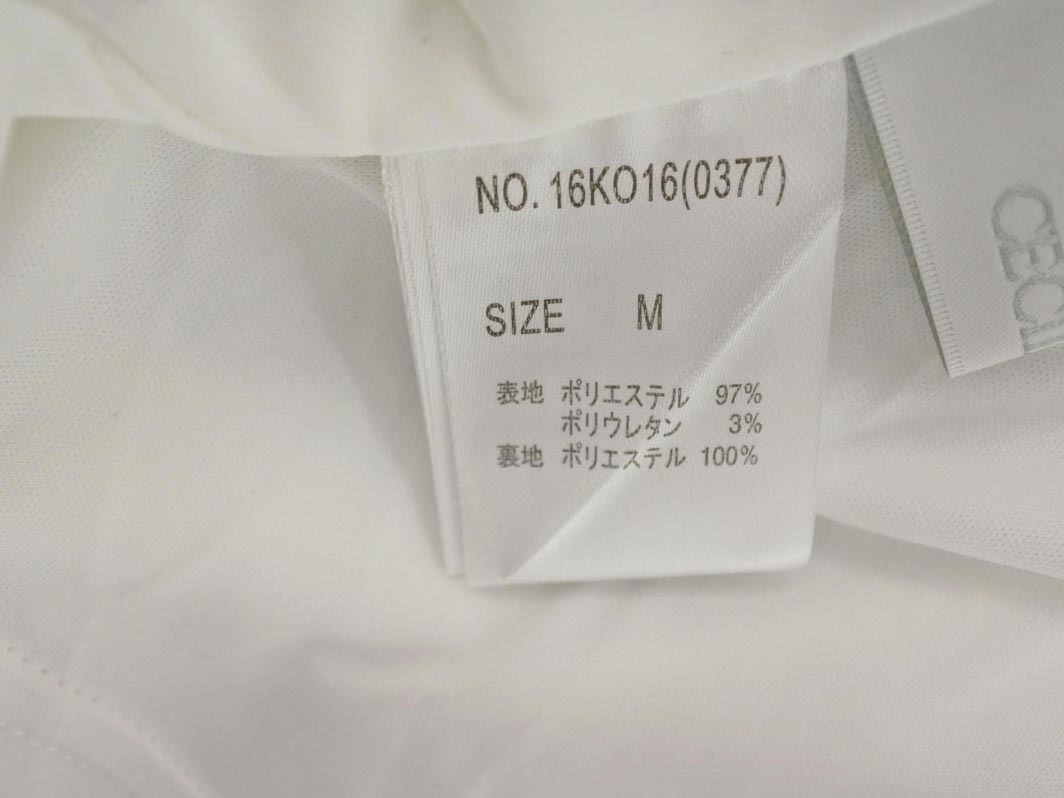 NO. 16KO16(0377)
SIZE M
表地 ポリエステル 97%
ポリウレタン 3%
裏地 ポリエステル 100%